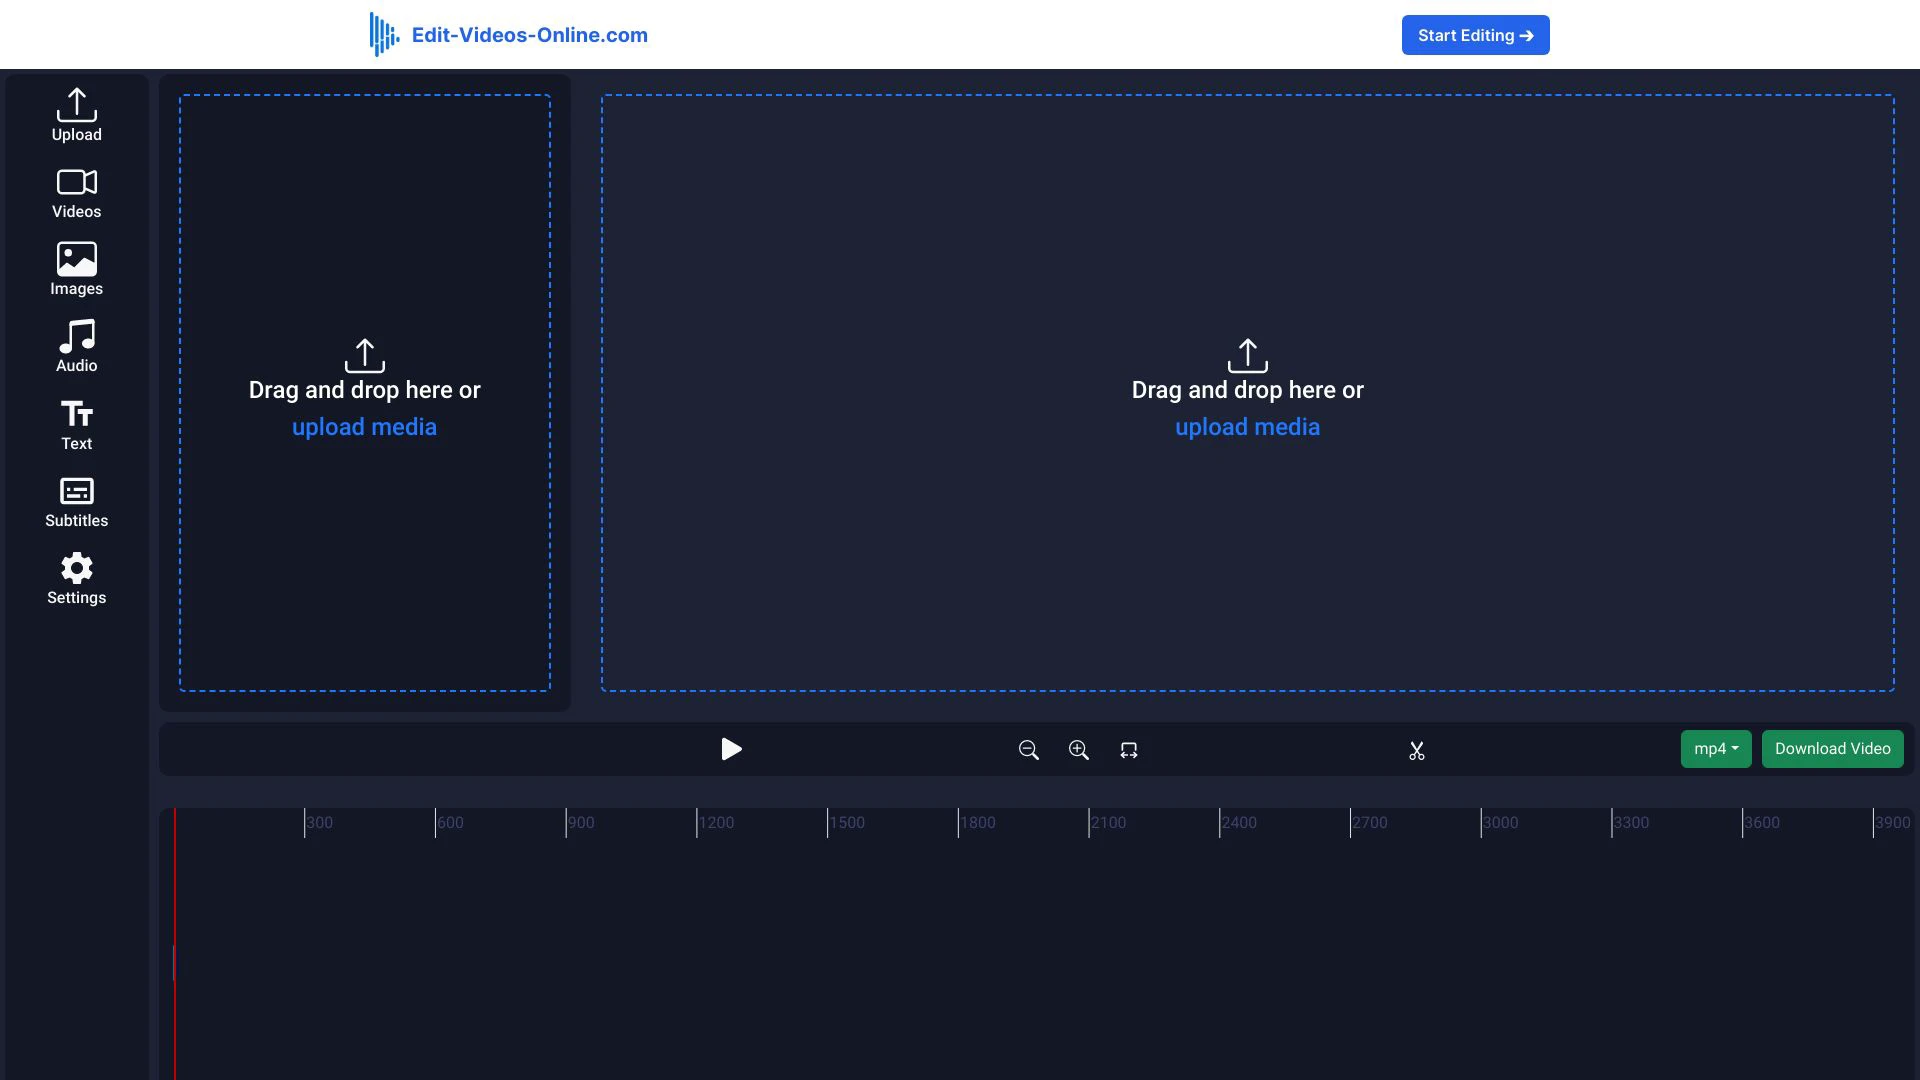 Edit-Videos-Online.com
Start Editing →
Upload
Videos
Images
Audio
Text
Subtitles
Settings
Drag and drop here or
upload media
Drag and drop here or
upload media
mp4
Download Video
300 600 900 1200 1500 1800 2100 2400 2700 3000 3300 3600 3900